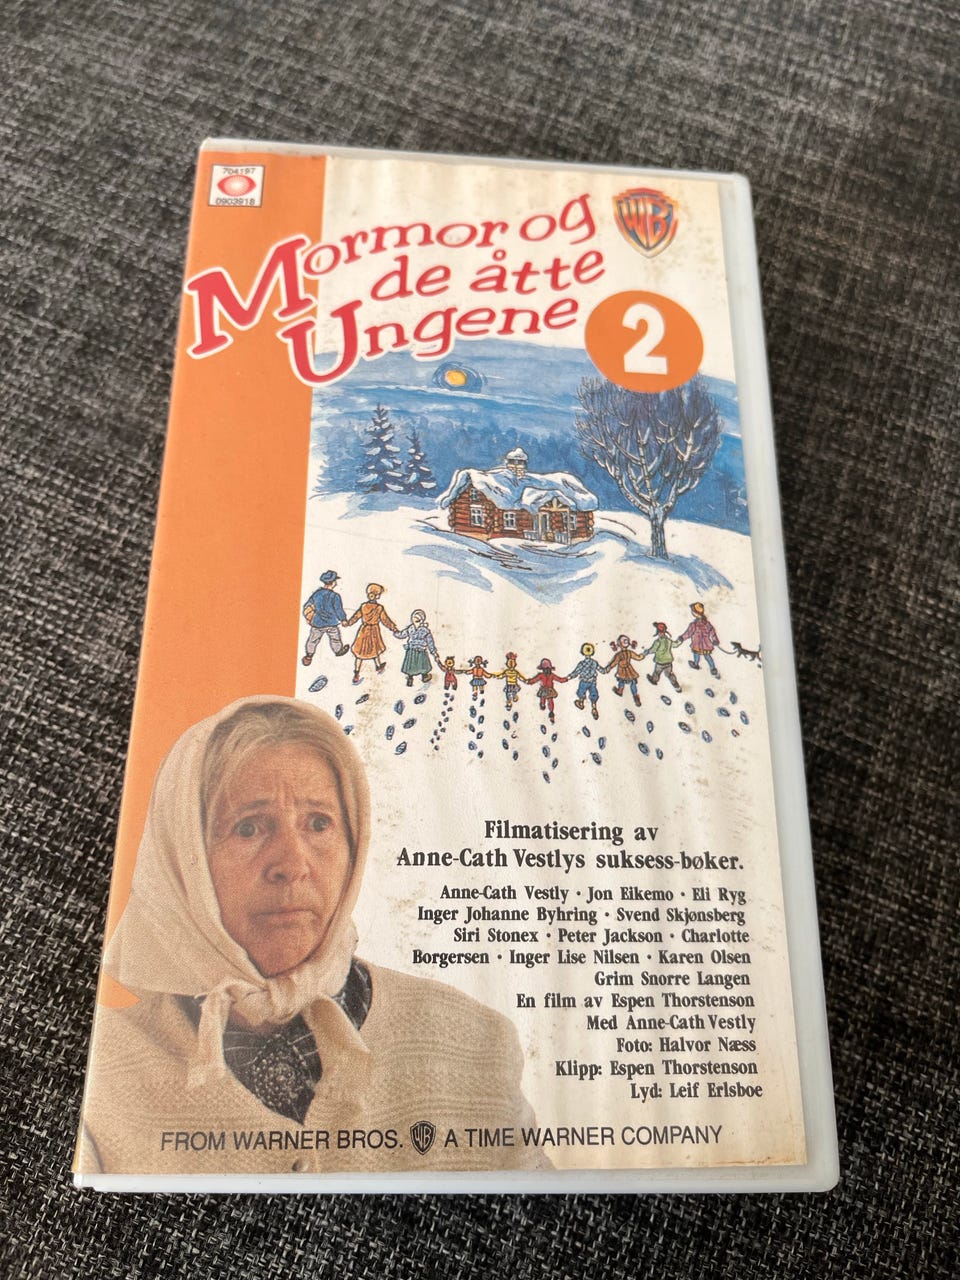 704197
0903918
Mormor og
de åtte
Ungene
WB
2
Filmatisering av
Anne-Cath Vestlys suksess-bøker.
Anne-Cath Vestly · Jon Eikemo · Eli Ryg
Inger Johanne Byhring · Svend Skjønsberg
Siri Stonex · Peter Jackson · Charlotte
Borgersen · Inger Lise Nilsen · Karen Olsen
Grim Snorre Langen
En film av Espen Thorstenson
Med Anne-Cath Vestly
Foto: Halvor Næss
Klipp: Espen Thorstenson
Lyd: Leif Erlsboe
FROM WARNER BROS. WB A TIME WARNER COMPANY